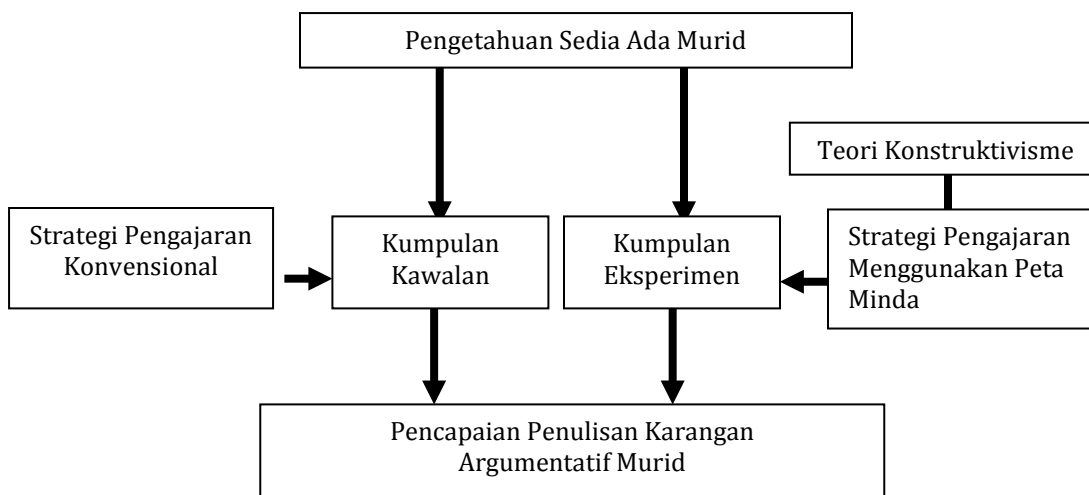 Pengetahuan Sedia Ada Murid
Teori Konstruktivisme
Strategi Pengajaran
Konvensional
Kumpulan
Kawalan
Kumpulan
Eksperimen
Strategi Pengajaran
Menggunakan Peta
Minda
Pencapaian Penulisan Karangan
Argumentatif Murid